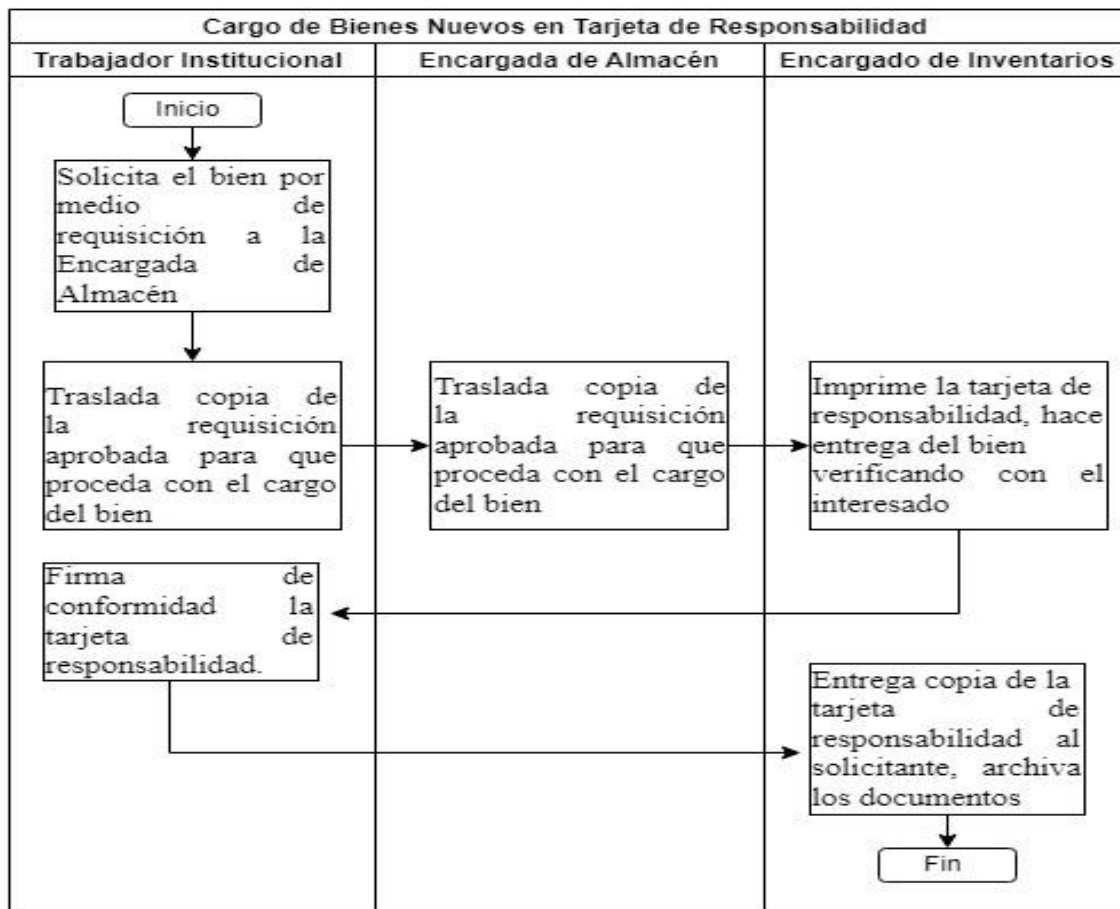 Cargo de Bienes Nuevos en Tarjeta de Responsabilidad
Trabajador Institucional
Encargada de Almacén
Encargado de Inventarios
Inicio
Solicita el bien por
medio de
requisición a la
Encargada de
Almacén
Traslada copia de
la requisición
aprobada para que
proceda con el cargo
del bien
Traslada copia de
la requisición
aprobada para que
proceda con el cargo
del bien
Imprime la tarjeta de
responsabilidad, hace
entrega del bien
verificando con el
interesado
Firma de
conformidad la
tarjeta de
responsabilidad.
Entrega copia de la
tarjeta de
responsabilidad al
solicitante, archiva
los documentos
Fin